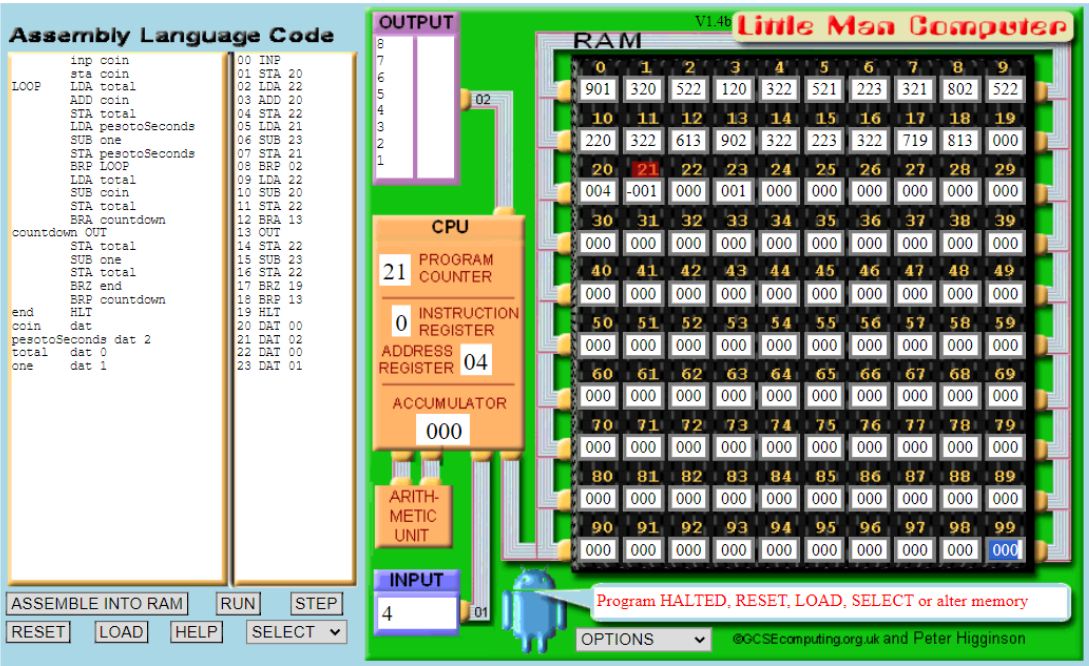 Assembly Language Code
inp coin
sta coin
LOOP LDA total
ADD coin
STA total
LDA pesotoSeconds
SUB one
STA pesotoSeconds
BRP LOOP
LDA total
SUB coin
STA total
BRA countdown
countdown OUT
STA total
SUB one
STA total
BRZ end
BRP countdown
end HLT
coin dat
pesotoSeconds dat 2
total dat 0
one dat 1
00 INP
01 STA 20
02 LDA 22
03 ADD 20
04 STA 22
05 LDA 21
06 SUB 23
07 STA 21
08 BRP 02
09 LDA 22
10 SUB 20
11 STA 22
12 BRA 13
13 OUT
14 STA 22
15 SUB 23
16 STA 22
17 BRZ 19
18 BRP 13
19 HLT
20 DAT 00
21 DAT 02
22 DAT 00
23 DAT 01
ASSEMBLE INTO RAM RUN STEP
RESET LOAD HELP SELECT
OUTPUT
8
7
6
5
4
3
2
1
02
CPU
21 PROGRAM COUNTER
0 INSTRUCTION REGISTER
ADDRESS REGISTER 04
ACCUMULATOR
000
ARITH-
METIC
UNIT
INPUT
4
01
V1.4b Little Man Computer
RAM
0 1 2 3 4 5 6 7 8 9
901 320 522 120 322 521 223 321 802 522
10 11 12 13 14 15 16 17 18 19
220 322 613 902 322 223 322 719 813 000
20 21 22 23 24 25 26 27 28 29
004 -001 000 001 000 000 000 000 000 000
30 31 32 33 34 35 36 37 38 39
000 000 000 000 000 000 000 000 000 000
40 41 42 43 44 45 46 47 48 49
000 000 000 000 000 000 000 000 000 000
50 51 52 53 54 55 56 57 58 59
000 000 000 000 000 000 000 000 000 000
60 61 62 63 64 65 66 67 68 69
000 000 000 000 000 000 000 000 000 000
70 71 72 73 74 75 76 77 78 79
000 000 000 000 000 000 000 000 000 000
80 81 82 83 84 85 86 87 88 89
000 000 000 000 000 000 000 000 000 000
90 91 92 93 94 95 96 97 98 99
000 000 000 000 000 000 000 000 000 000
Program HALTED, RESET, LOAD, SELECT or alter memory
OPTIONS
©GCSEcomputing.org.uk and Peter Higginson